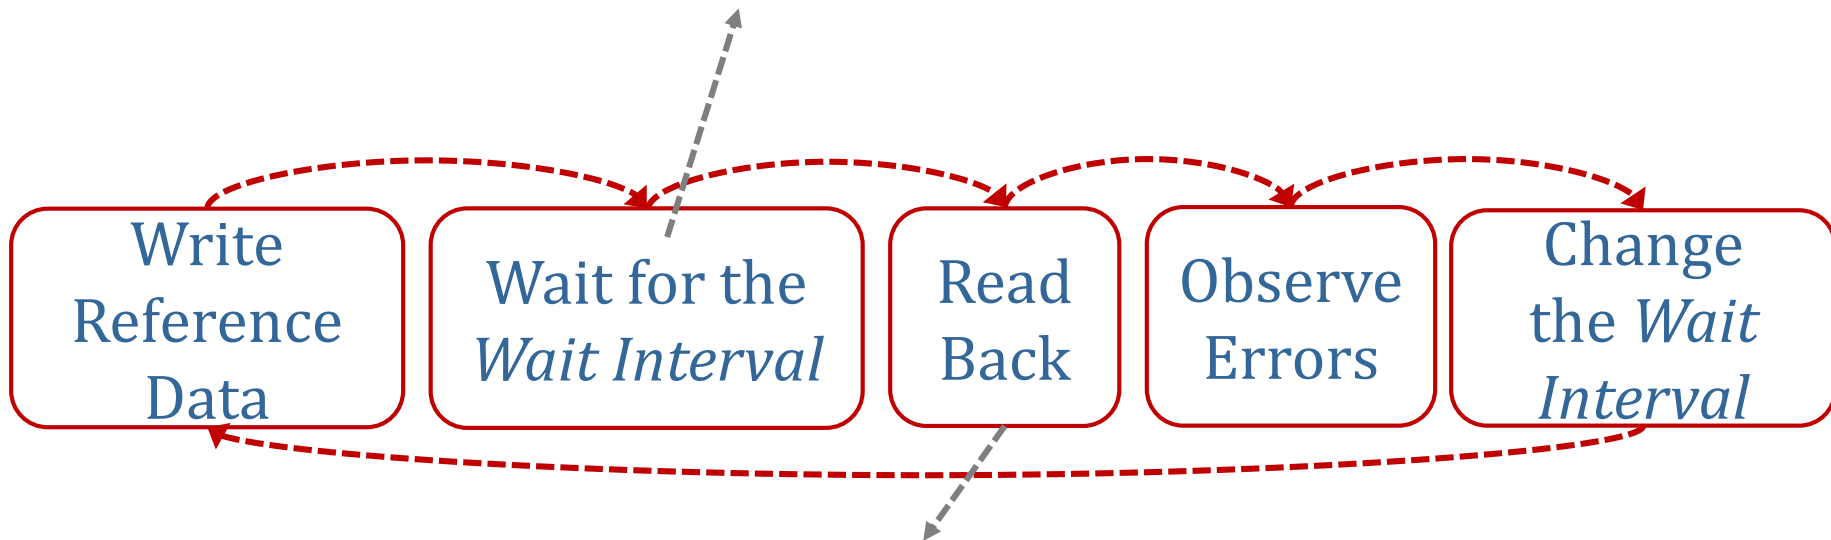 Write
Reference
Data
Wait for the
Wait Interval
Read
Back
Observe
Errors
Change
the Wait
Interval